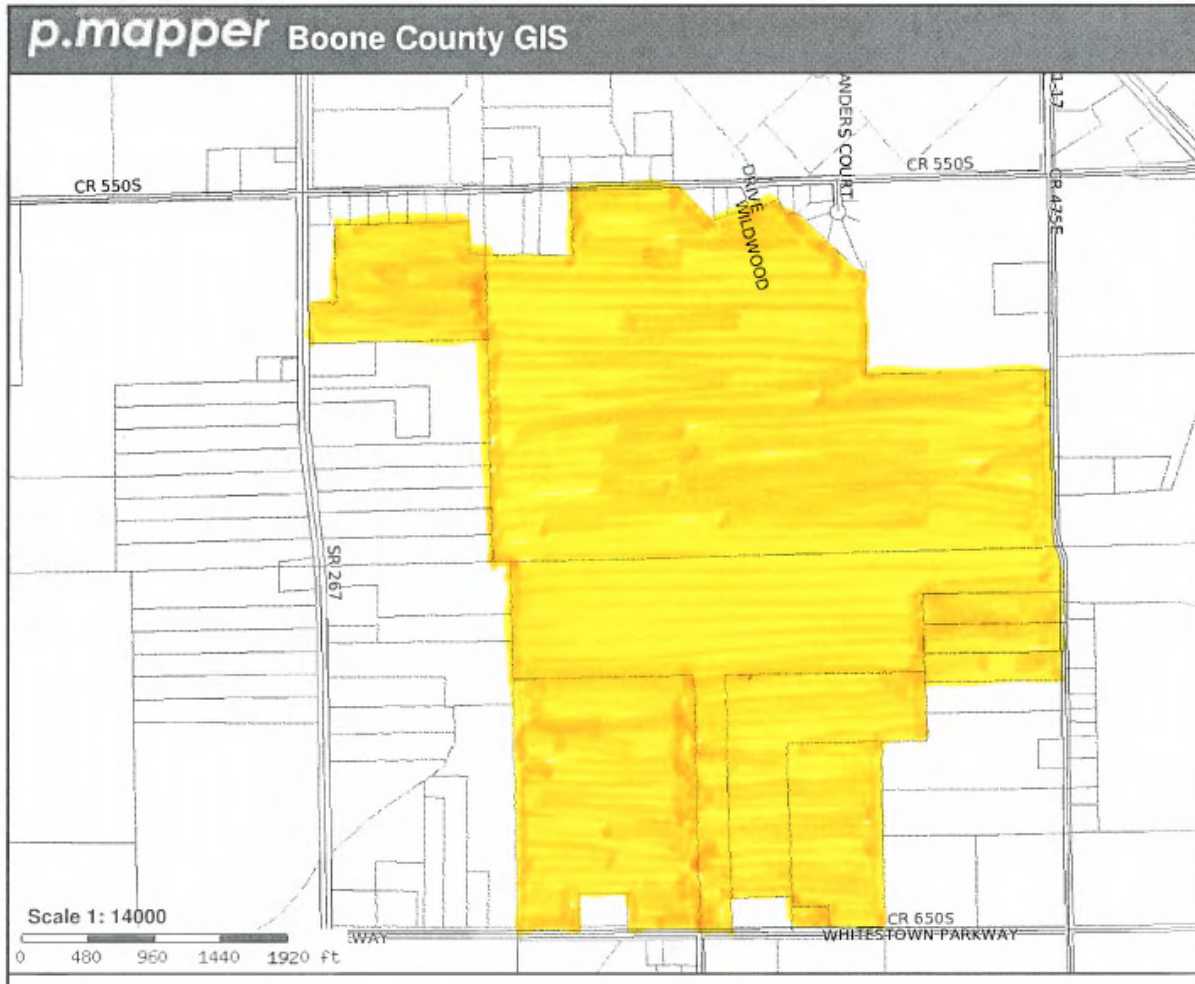 p.mapper Boone County GIS
ANDERS COURT
1-17
CR 550S
CR 550S
DRIVE
WILDWOOD
CR 475E
SR 267
Scale 1: 14000
0 480 960 1440 1920 ft
WAY
CR 650S
WHITESTOWN PARKWAY